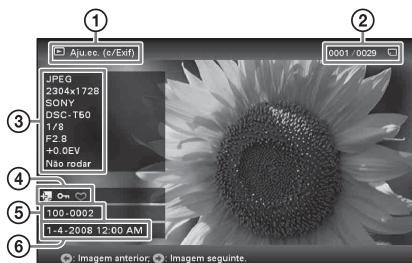 1
2
Aju.ec. (c/Exif)
0001/0029
3
JPEG
2304x1728
SONY
DSC-T50
1/8
F2.8
+0.0EV
Não rodar
4
5
100-0002
6
1-4-2008 12:00 AM
: Imagem anterior; : Imagem seguinte.